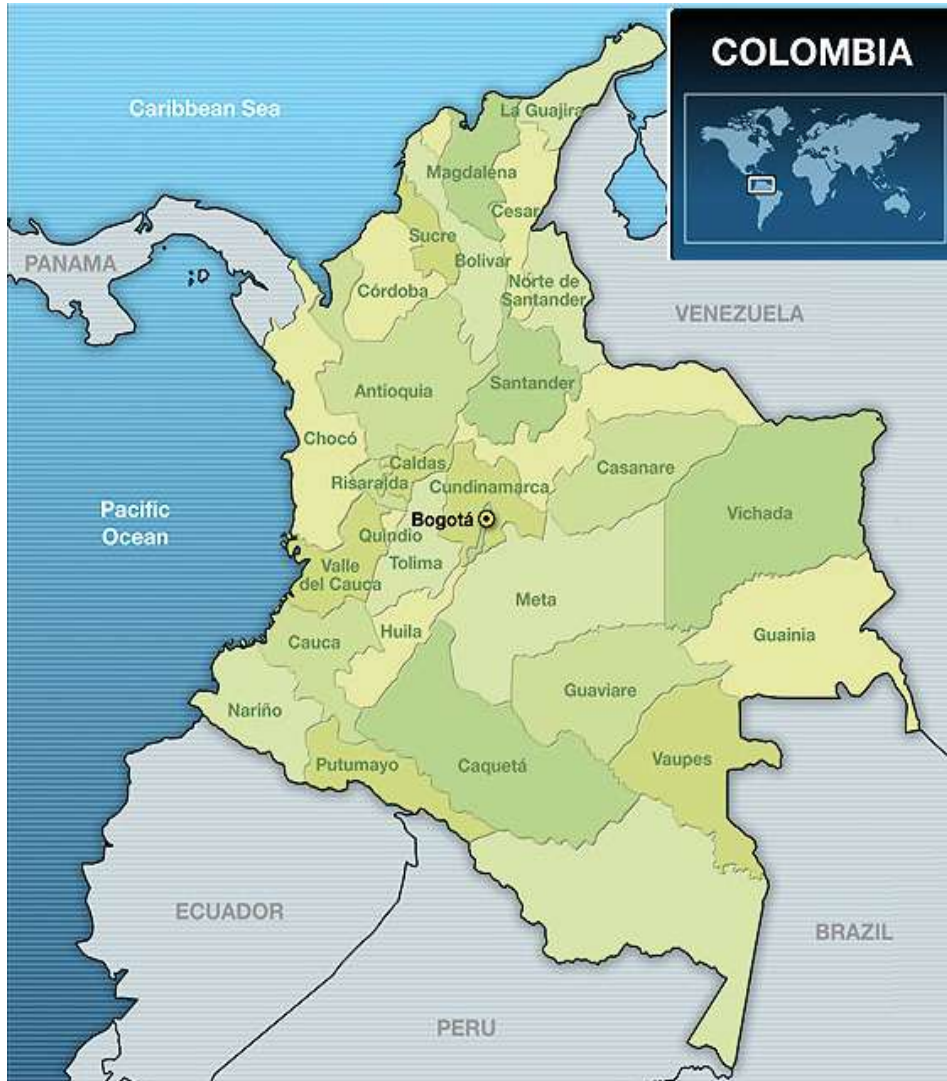 COLOMBIA
Caribbean Sea
La Guajira
Magdalena
Cesar
Sucre
Bolivar
PANAMA
;D
Córdoba
Norte de
Santander
VENEZUELA
Santander
Antioquia
Chocó
Caldas
Casanare
Risaralda
Cundinamarca
Pacific
Ocean
Bogotá
Vichada
Quindio
Tolima
Valle
del Cauca
Meta
Huila
Guainia
Cauca
Guaviare
Nariño
Vaupes
Putumayo
Caquetá
ECUADOR
BRAZIL
PERU